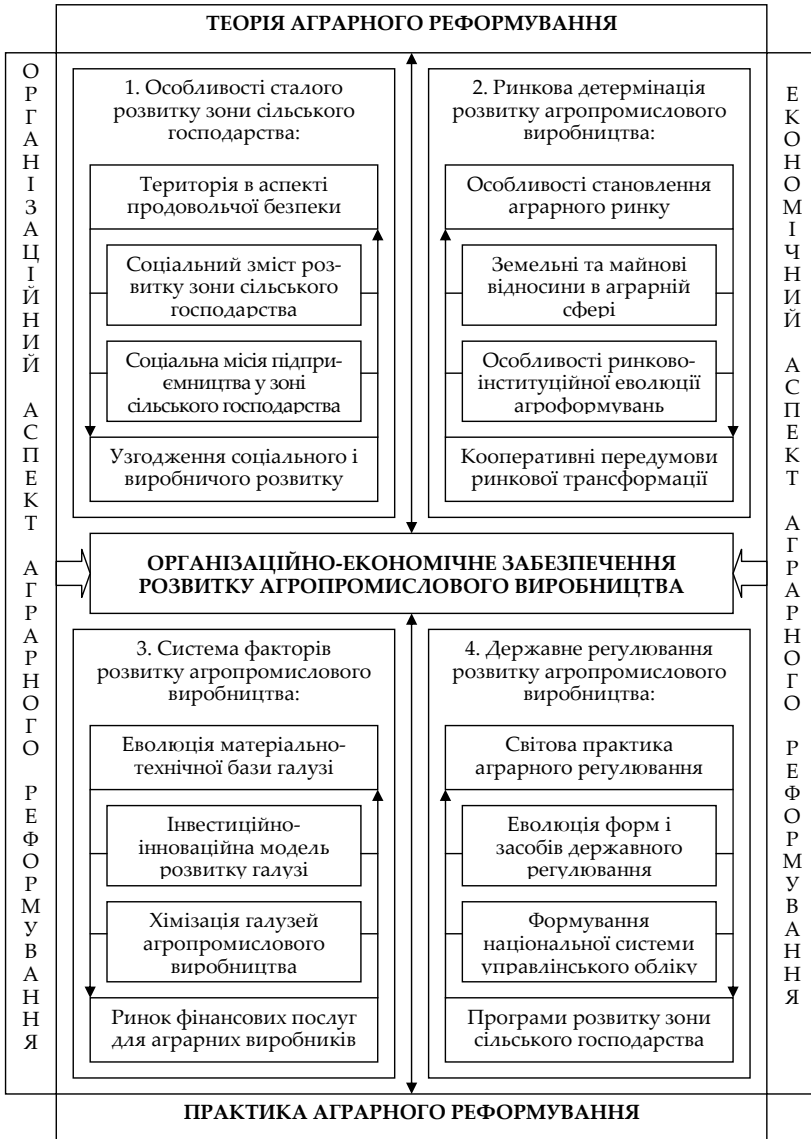 ТЕОРІЯ АГРАРНОГО РЕФОРМУВАННЯ
ОРГАНІЗАЦІЙНИЙ АСПЕКТ АГРАРНОГО РЕФОРМУВАННЯ
1. Особливості сталого
розвитку зони сільського
господарства:
Територія в аспекті
продовольчої безпеки
Соціальний зміст роз-
витку зони сільського
господарства
Соціальна місія підпри-
ємництва у зоні
сільського господарства
Узгодження соціального і
виробничого розвитку
2. Ринкова детермінація
розвитку агропромислового
виробництва:
Особливості становлення
аграрного ринку
Земельні та майнові
відносини в аграрній
сфері
Особливості ринково-
інституційної еволюції
агроформувань
Кооперативні передумови
ринкової трансформації
ЕКОНОМІЧНИЙ АСПЕКТ АГРАРНОГО РЕФОРМУВАННЯ
ОРГАНІЗАЦІЙНО-ЕКОНОМІЧНЕ ЗАБЕЗПЕЧЕННЯ
РОЗВИТКУ АГРОПРОМИСЛОВОГО ВИРОБНИЦТВА
3. Система факторів
розвитку агропромислового
виробництва:
Еволюція матеріально-
технічної бази галузі
Інвестиційно-
інноваційна модель
розвитку галузі
Хімізація галузей
агропромислового
виробництва
Ринок фінансових послуг
для аграрних виробників
4. Державне регулювання
розвитку агропромислового
виробництва:
Світова практика
аграрного регулювання
Еволюція форм і
засобів державного
регулювання
Формування
національної системи
управлінського обліку
Програми розвитку зони
сільського господарства
ПРАКТИКА АГРАРНОГО РЕФОРМУВАННЯ